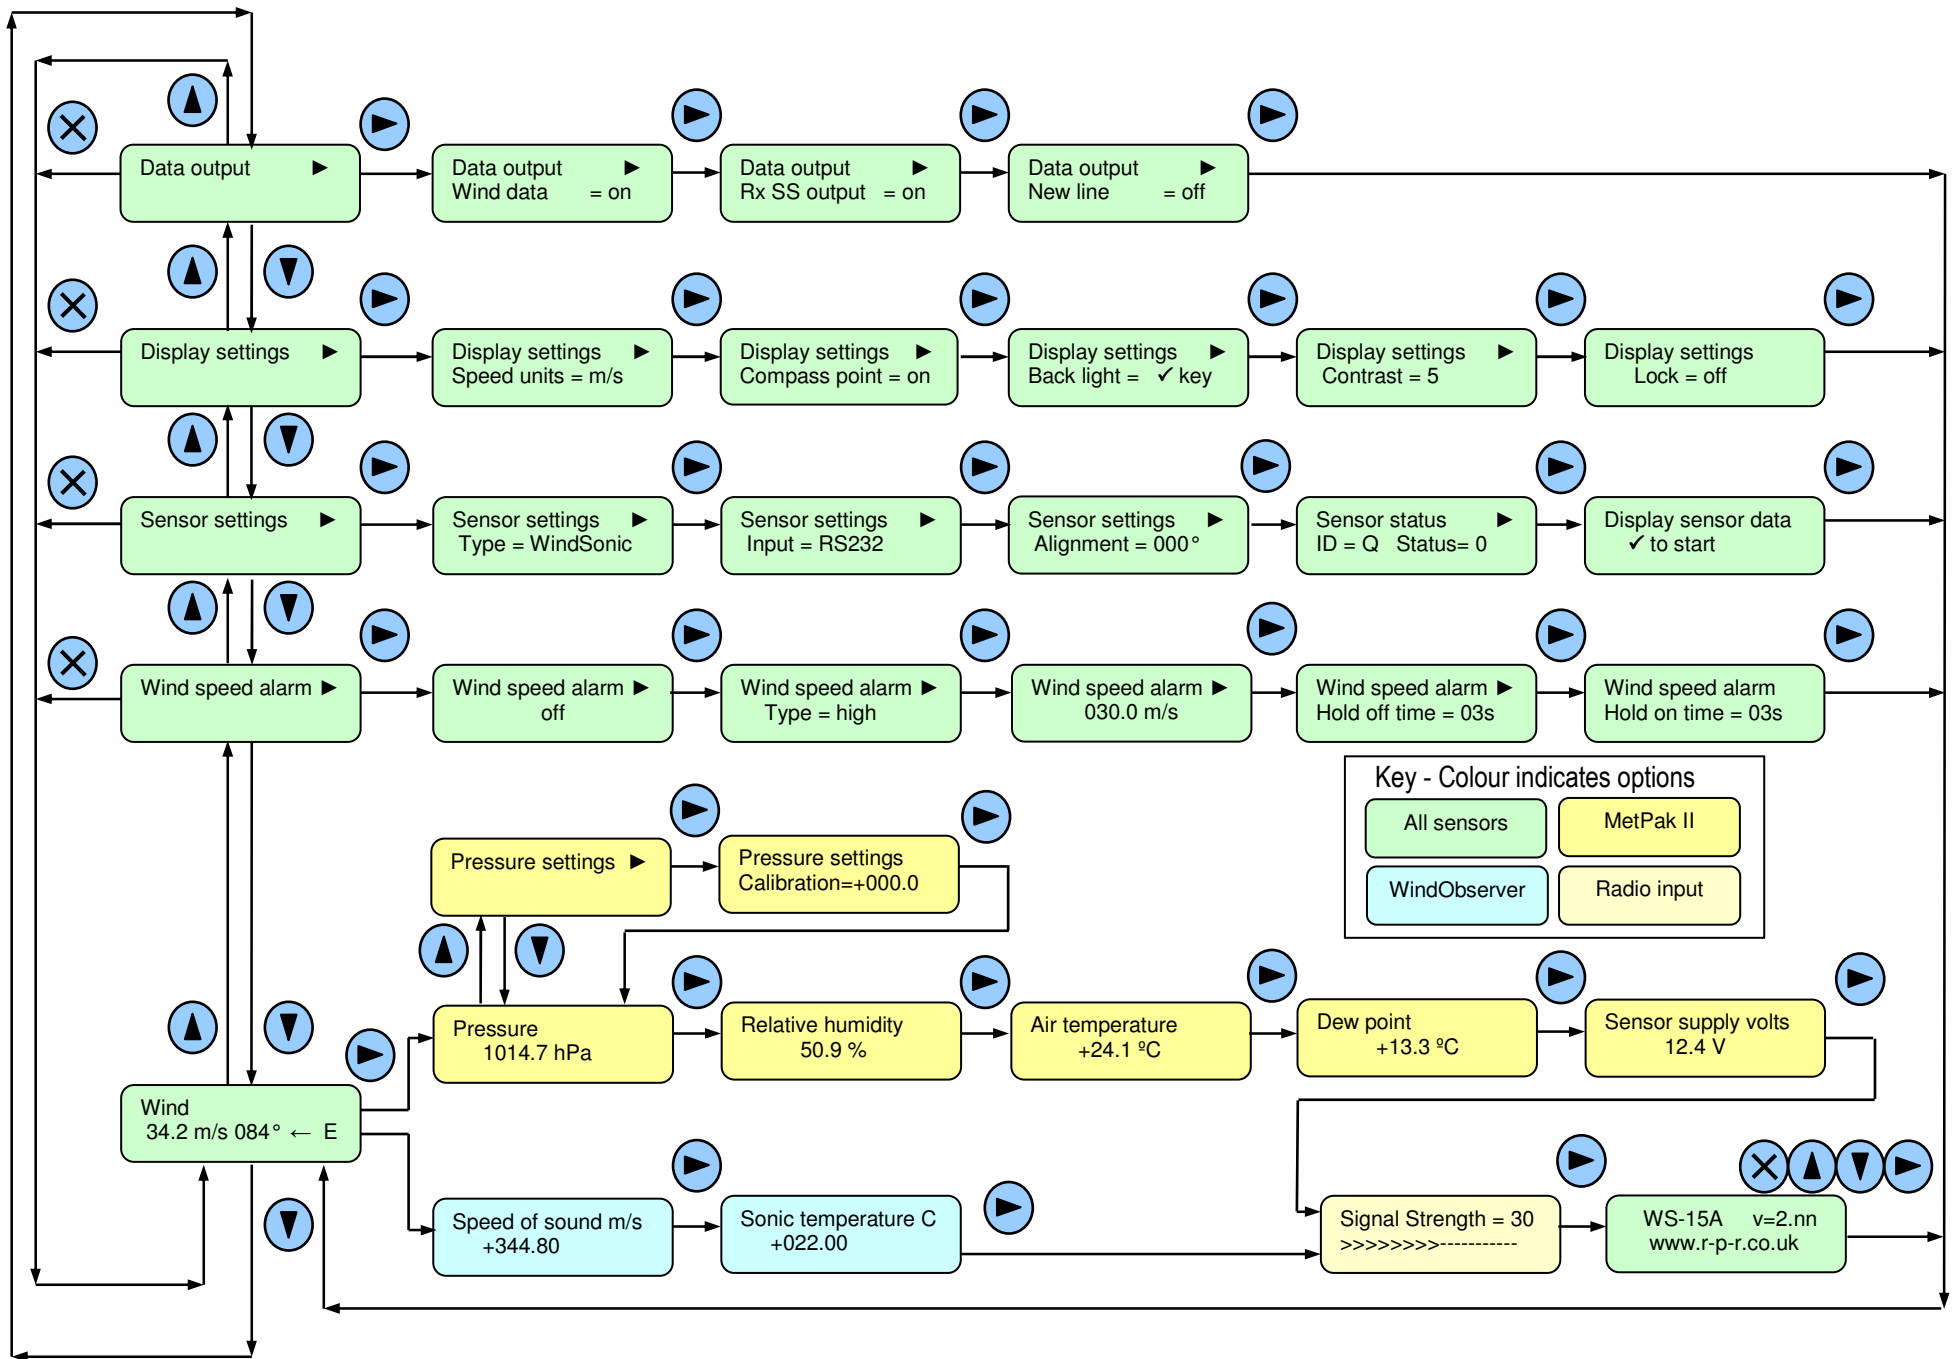 Data output ►
Data output ►
Wind data = on
Data output ►
Rx SS output = on
Data output ►
New line = off
Display settings ►
Display settings ►
Speed units = m/s
Display settings ►
Compass point = on
Display settings ►
Back light = ✓ key
Display settings ►
Contrast = 5
Display settings
Lock = off
Sensor settings ►
Sensor settings ►
Type = WindSonic
Sensor settings ►
Input = RS232
Sensor settings ►
Alignment = 000°
Sensor status ►
ID = Q Status= 0
Display sensor data
✓ to start
Wind speed alarm ►
Wind speed alarm ►
off
Wind speed alarm ►
Type = high
Wind speed alarm ►
030.0 m/s
Wind speed alarm ►
Hold off time = 03s
Wind speed alarm
Hold on time = 03s
Key - Colour indicates options
All sensors
MetPak II
WindObserver
Radio input
Pressure settings ►
Pressure settings
Calibration=+000.0
Pressure
1014.7 hPa
Relative humidity
50.9 %
Air temperature
+24.1 ºC
Dew point
+13.3 ºC
Sensor supply volts
12.4 V
Wind
34.2 m/s 084° ← E
Speed of sound m/s
+344.80
Sonic temperature C
+022.00
Signal Strength = 30
>>>>>>>>-----------
WS-15A v=2.nn
www.r-p-r.co.uk